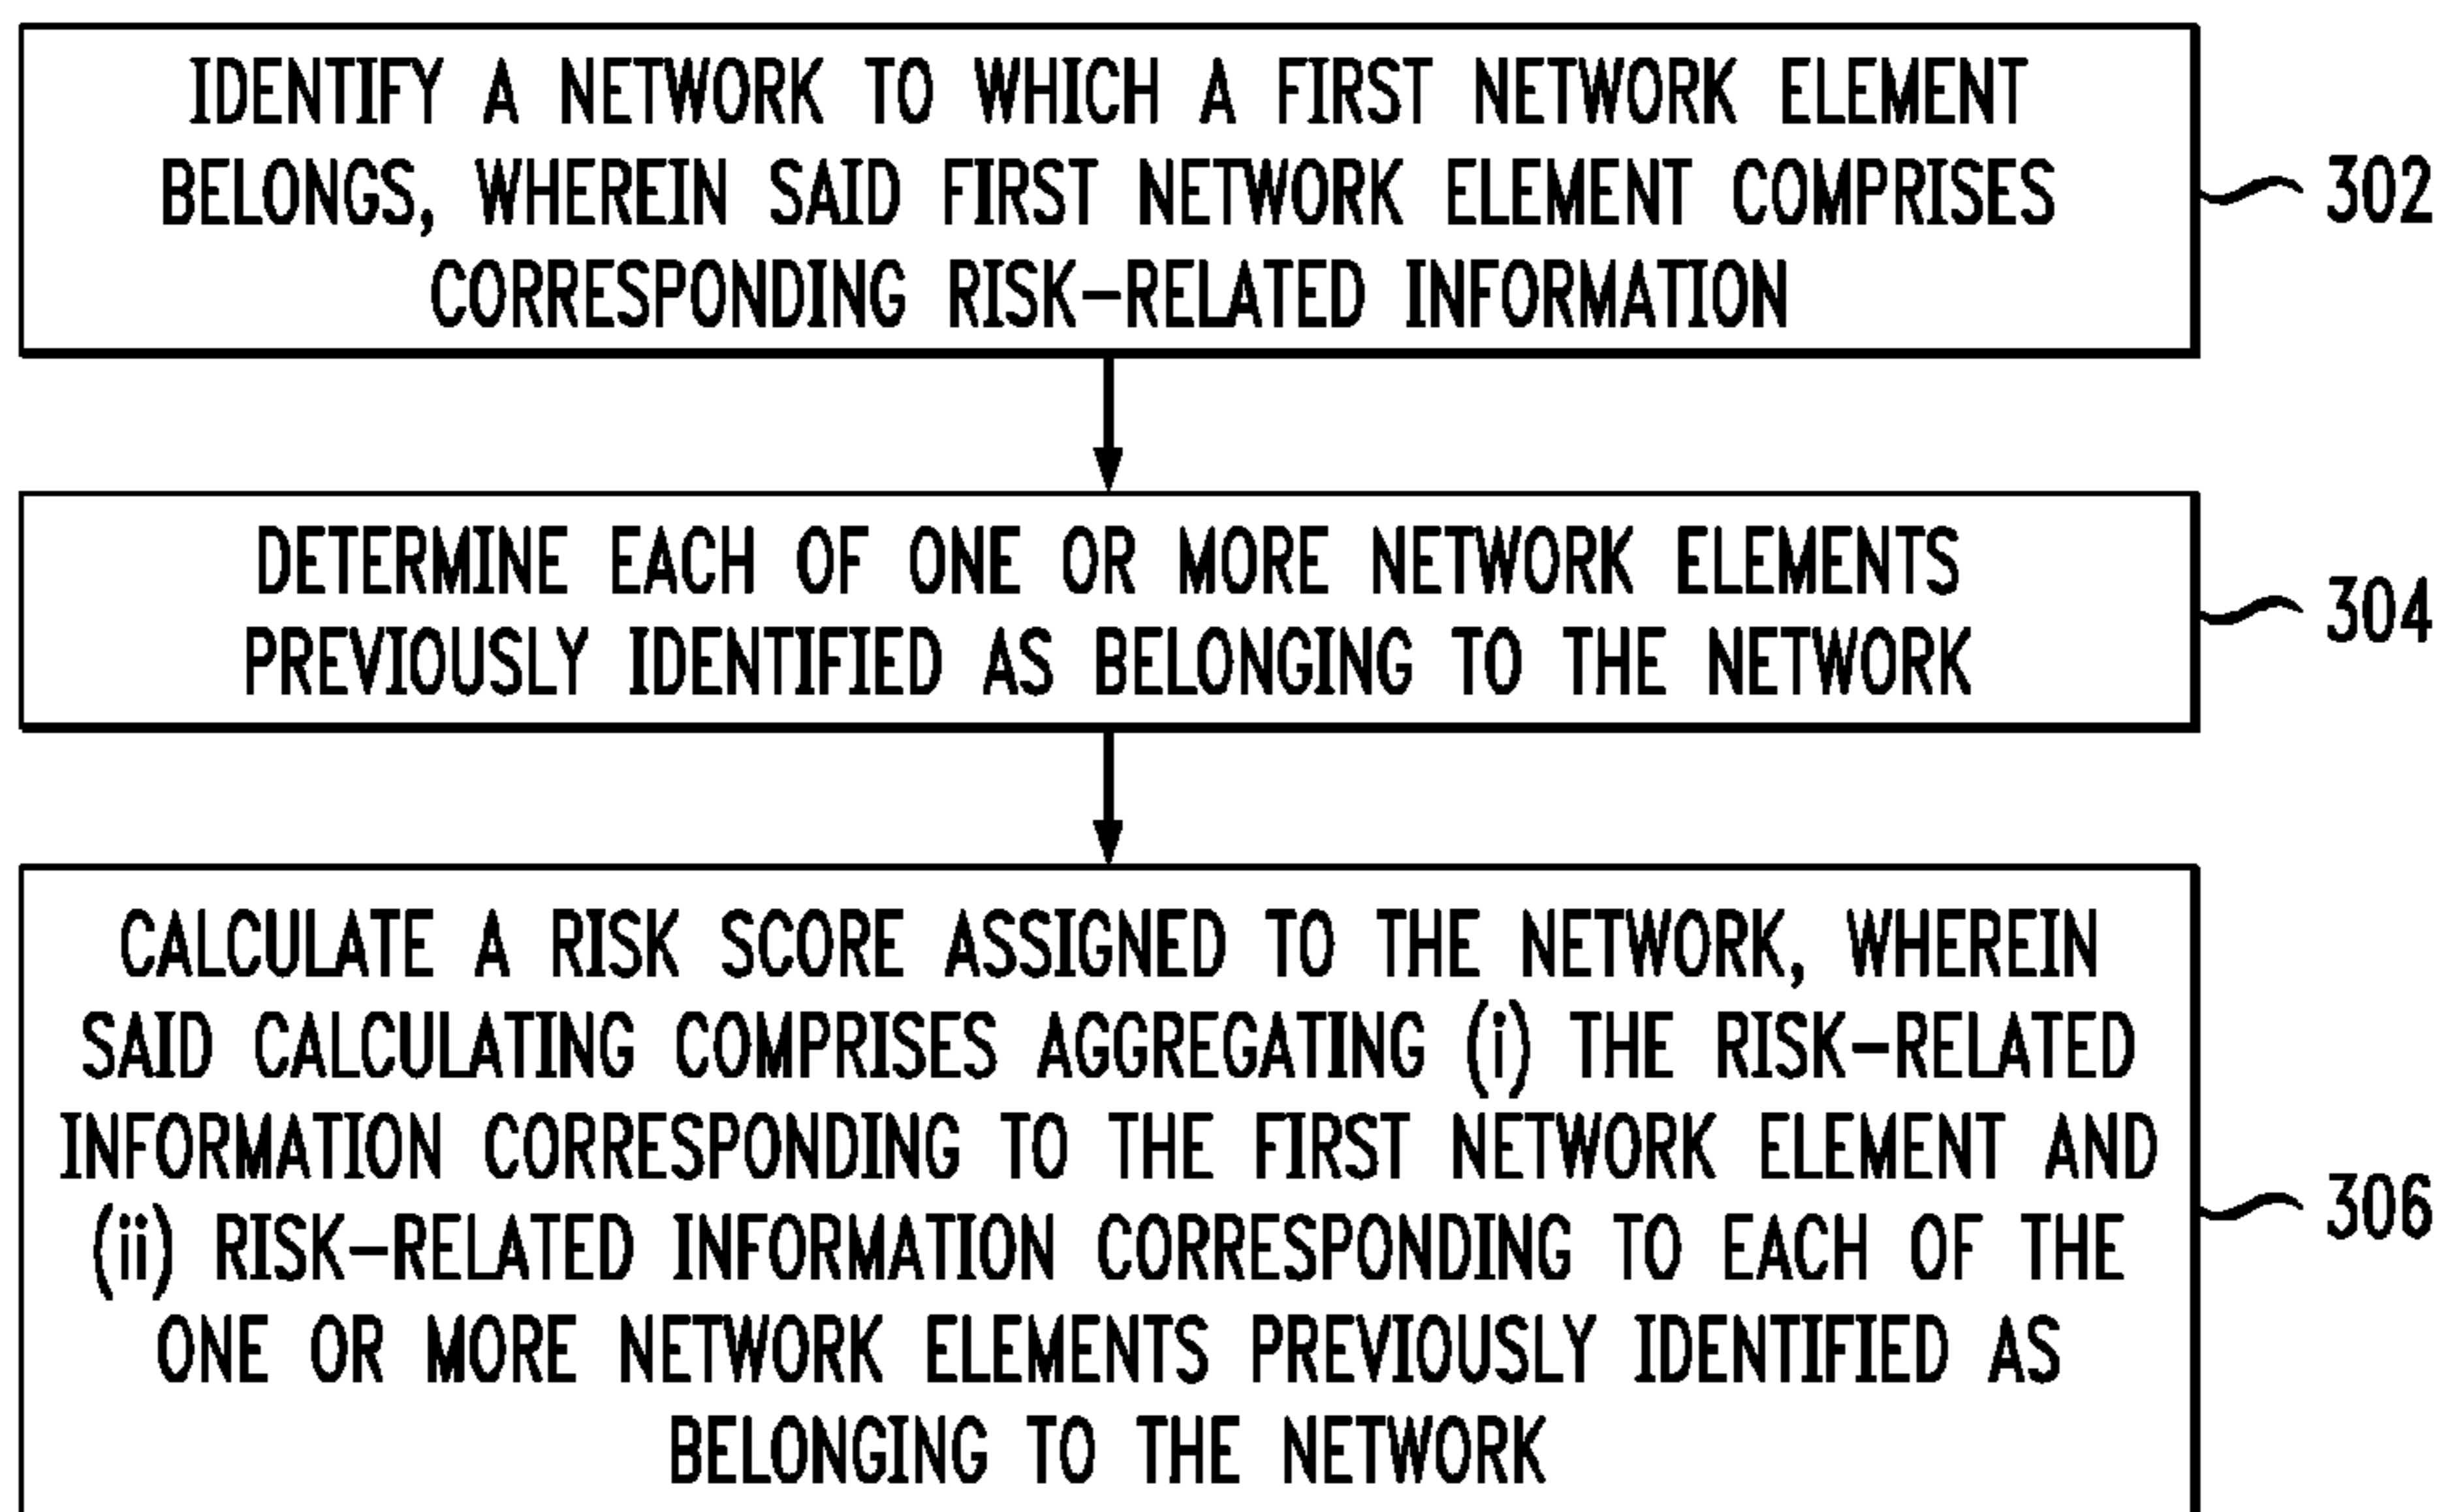 IDENTIFY A NETWORK TO WHICH A FIRST NETWORK ELEMENT
BELONGS, WHEREIN SAID FIRST NETWORK ELEMENT COMPRISES
CORRESPONDING RISK-RELATED INFORMATION
302
DETERMINE EACH OF ONE OR MORE NETWORK ELEMENTS
PREVIOUSLY IDENTIFIED AS BELONGING TO THE NETWORK
304
CALCULATE A RISK SCORE ASSIGNED TO THE NETWORK, WHEREIN
SAID CALCULATING COMPRISES AGGREGATING (i) THE RISK-RELATED
INFORMATION CORRESPONDING TO THE FIRST NETWORK ELEMENT AND
(ii) RISK-RELATED INFORMATION CORRESPONDING TO EACH OF THE
ONE OR MORE NETWORK ELEMENTS PREVIOUSLY IDENTIFIED AS
BELONGING TO THE NETWORK
306